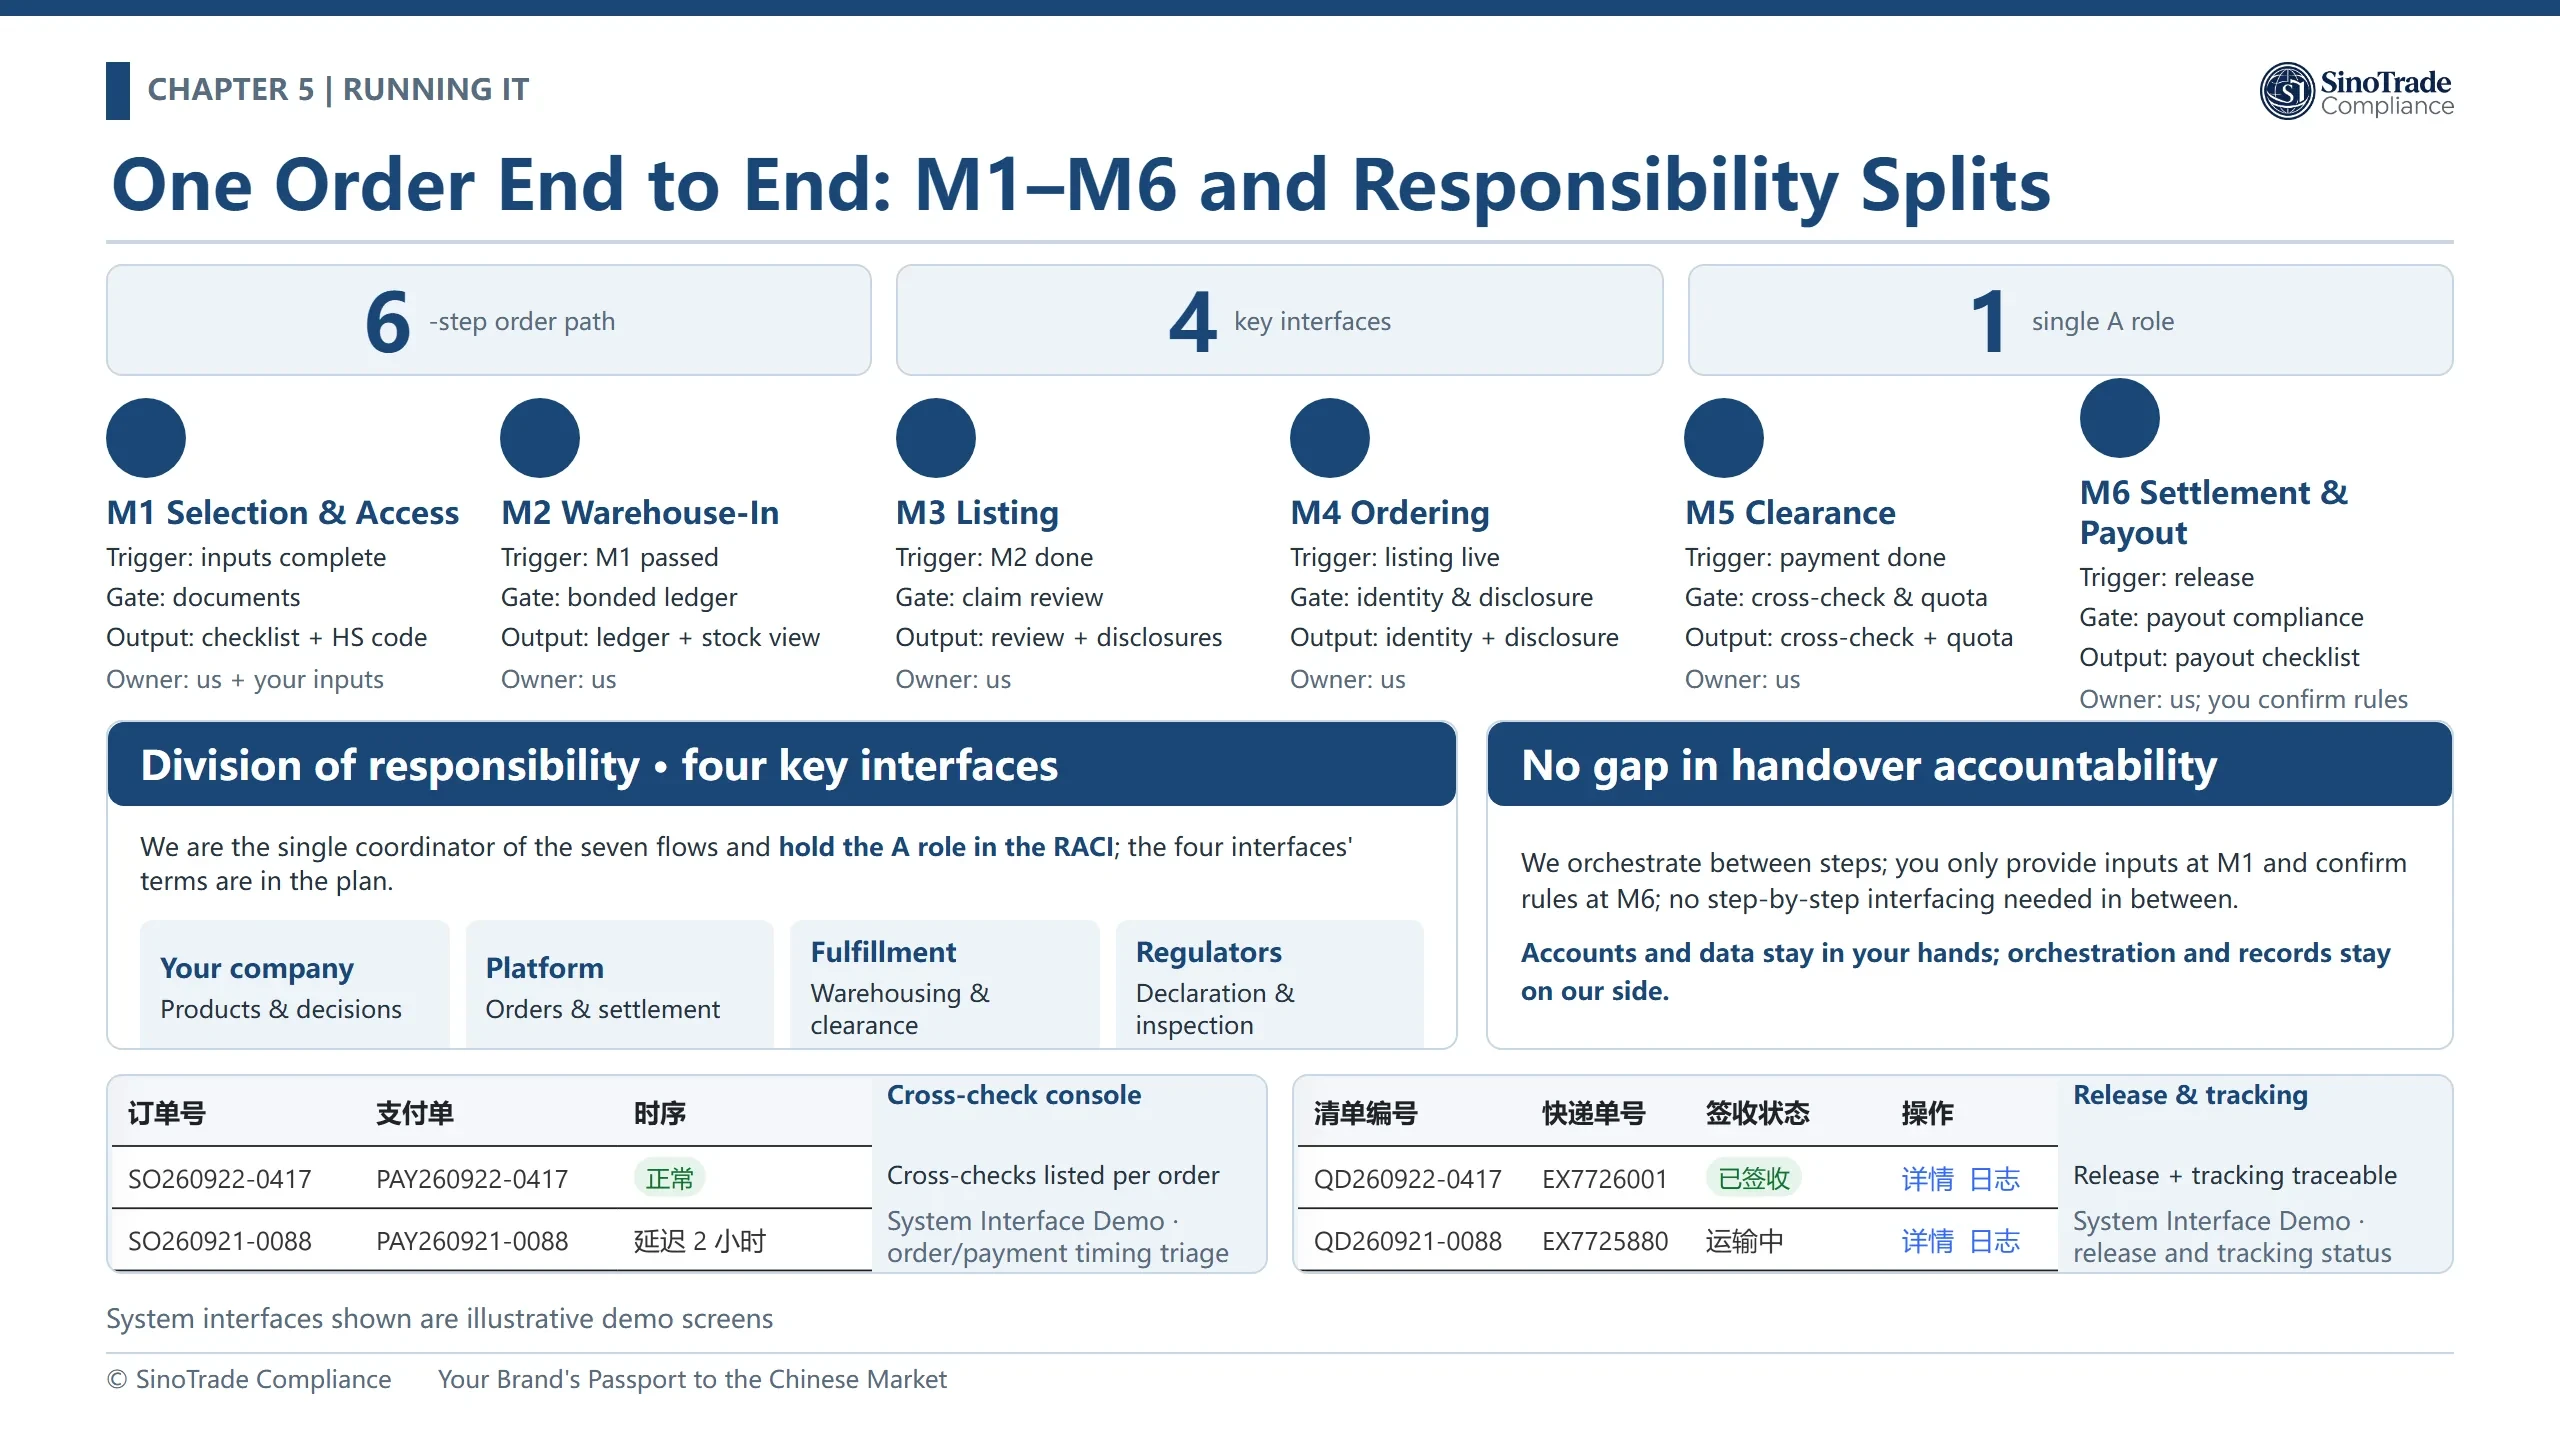 CHAPTER 5 | RUNNING IT
SinoTrade
Compliance
One Order End to End: M1–M6 and Responsibility Splits
6 -step order path
4 key interfaces
1 single A role
M1 Selection & Access
Trigger: inputs complete
Gate: documents
Output: checklist + HS code
Owner: us + your inputs
M2 Warehouse-In
Trigger: M1 passed
Gate: bonded ledger
Output: ledger + stock view
Owner: us
M3 Listing
Trigger: M2 done
Gate: claim review
Output: review + disclosures
Owner: us
M4 Ordering
Trigger: listing live
Gate: identity & disclosure
Output: identity + disclosure
Owner: us
M5 Clearance
Trigger: payment done
Gate: cross-check & quota
Output: cross-check + quota
Owner: us
M6 Settlement &
Payout
Trigger: release
Gate: payout compliance
Output: payout checklist
Owner: us; you confirm rules
Division of responsibility • four key interfaces
We are the single coordinator of the seven flows and hold the A role in the RACI; the four interfaces'
terms are in the plan.
Your company
Products & decisions
Platform
Orders & settlement
Fulfillment
Warehousing &
clearance
Regulators
Declaration &
inspection
No gap in handover accountability
We orchestrate between steps; you only provide inputs at M1 and confirm
rules at M6; no step-by-step interfacing needed in between.
Accounts and data stay in your hands; orchestration and records stay
on our side.
订单号 支付单 时序
SO260922-0417 PAY260922-0417 正常
SO260921-0088 PAY260921-0088 延迟 2 小时
Cross-check console
Cross-checks listed per order
System Interface Demo ·
order/payment timing triage
清单编号 快递单号 签收状态 操作
QD260922-0417 EX7726001 已签收 详情 日志
QD260921-0088 EX7725880 运输中 详情 日志
Release & tracking
Release + tracking traceable
System Interface Demo ·
release and tracking status
System interfaces shown are illustrative demo screens
© SinoTrade Compliance Your Brand's Passport to the Chinese Market